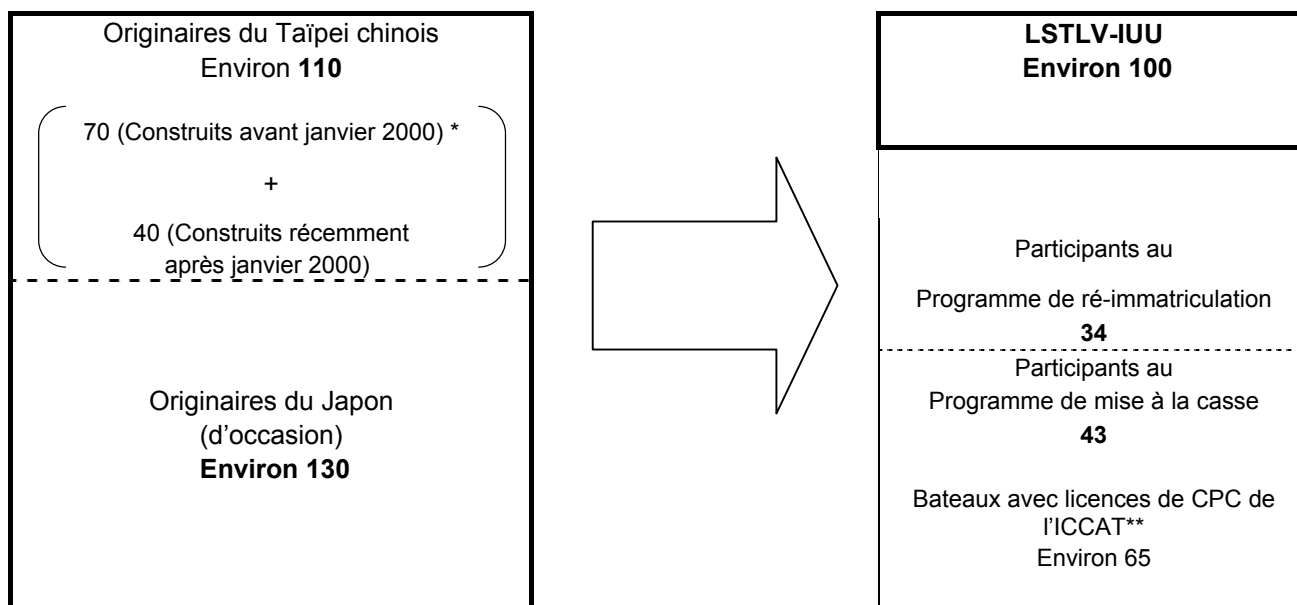 Originaires du Taïpei chinois
Environ 110
70 (Construits avant janvier 2000) *
+
40 (Construits récemment
après janvier 2000)
Originaires du Japon
(d'occasion)
Environ 130
LSTLV-IUU
Environ 100
Participants au
Programme de ré-immatriculation
34
Participants au
Programme de mise à la casse
43
Bateaux avec licences de CPC de
l'ICCAT**
Environ 65